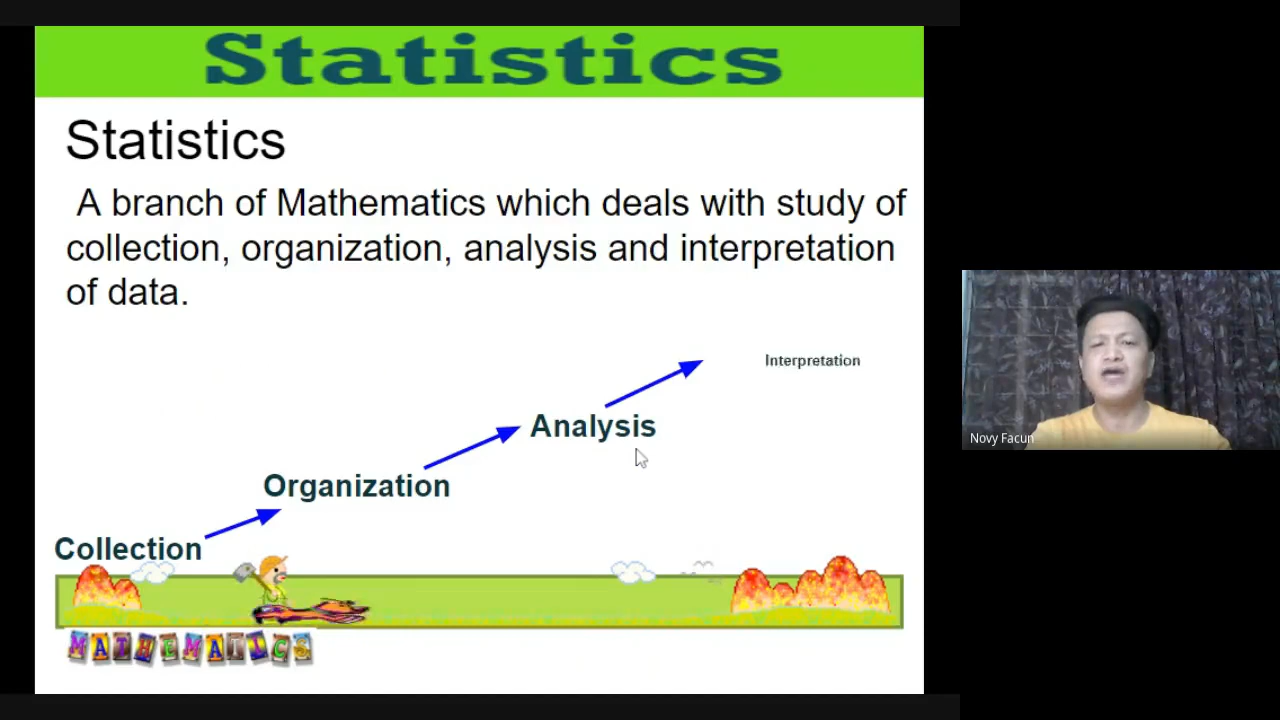 Statistics
Statistics
A branch of Mathematics which deals with study of
collection, organization, analysis and interpretation
of data.
Interpretation
Analysis
Organization
Collection
MATHEMATICS
Novy Facun